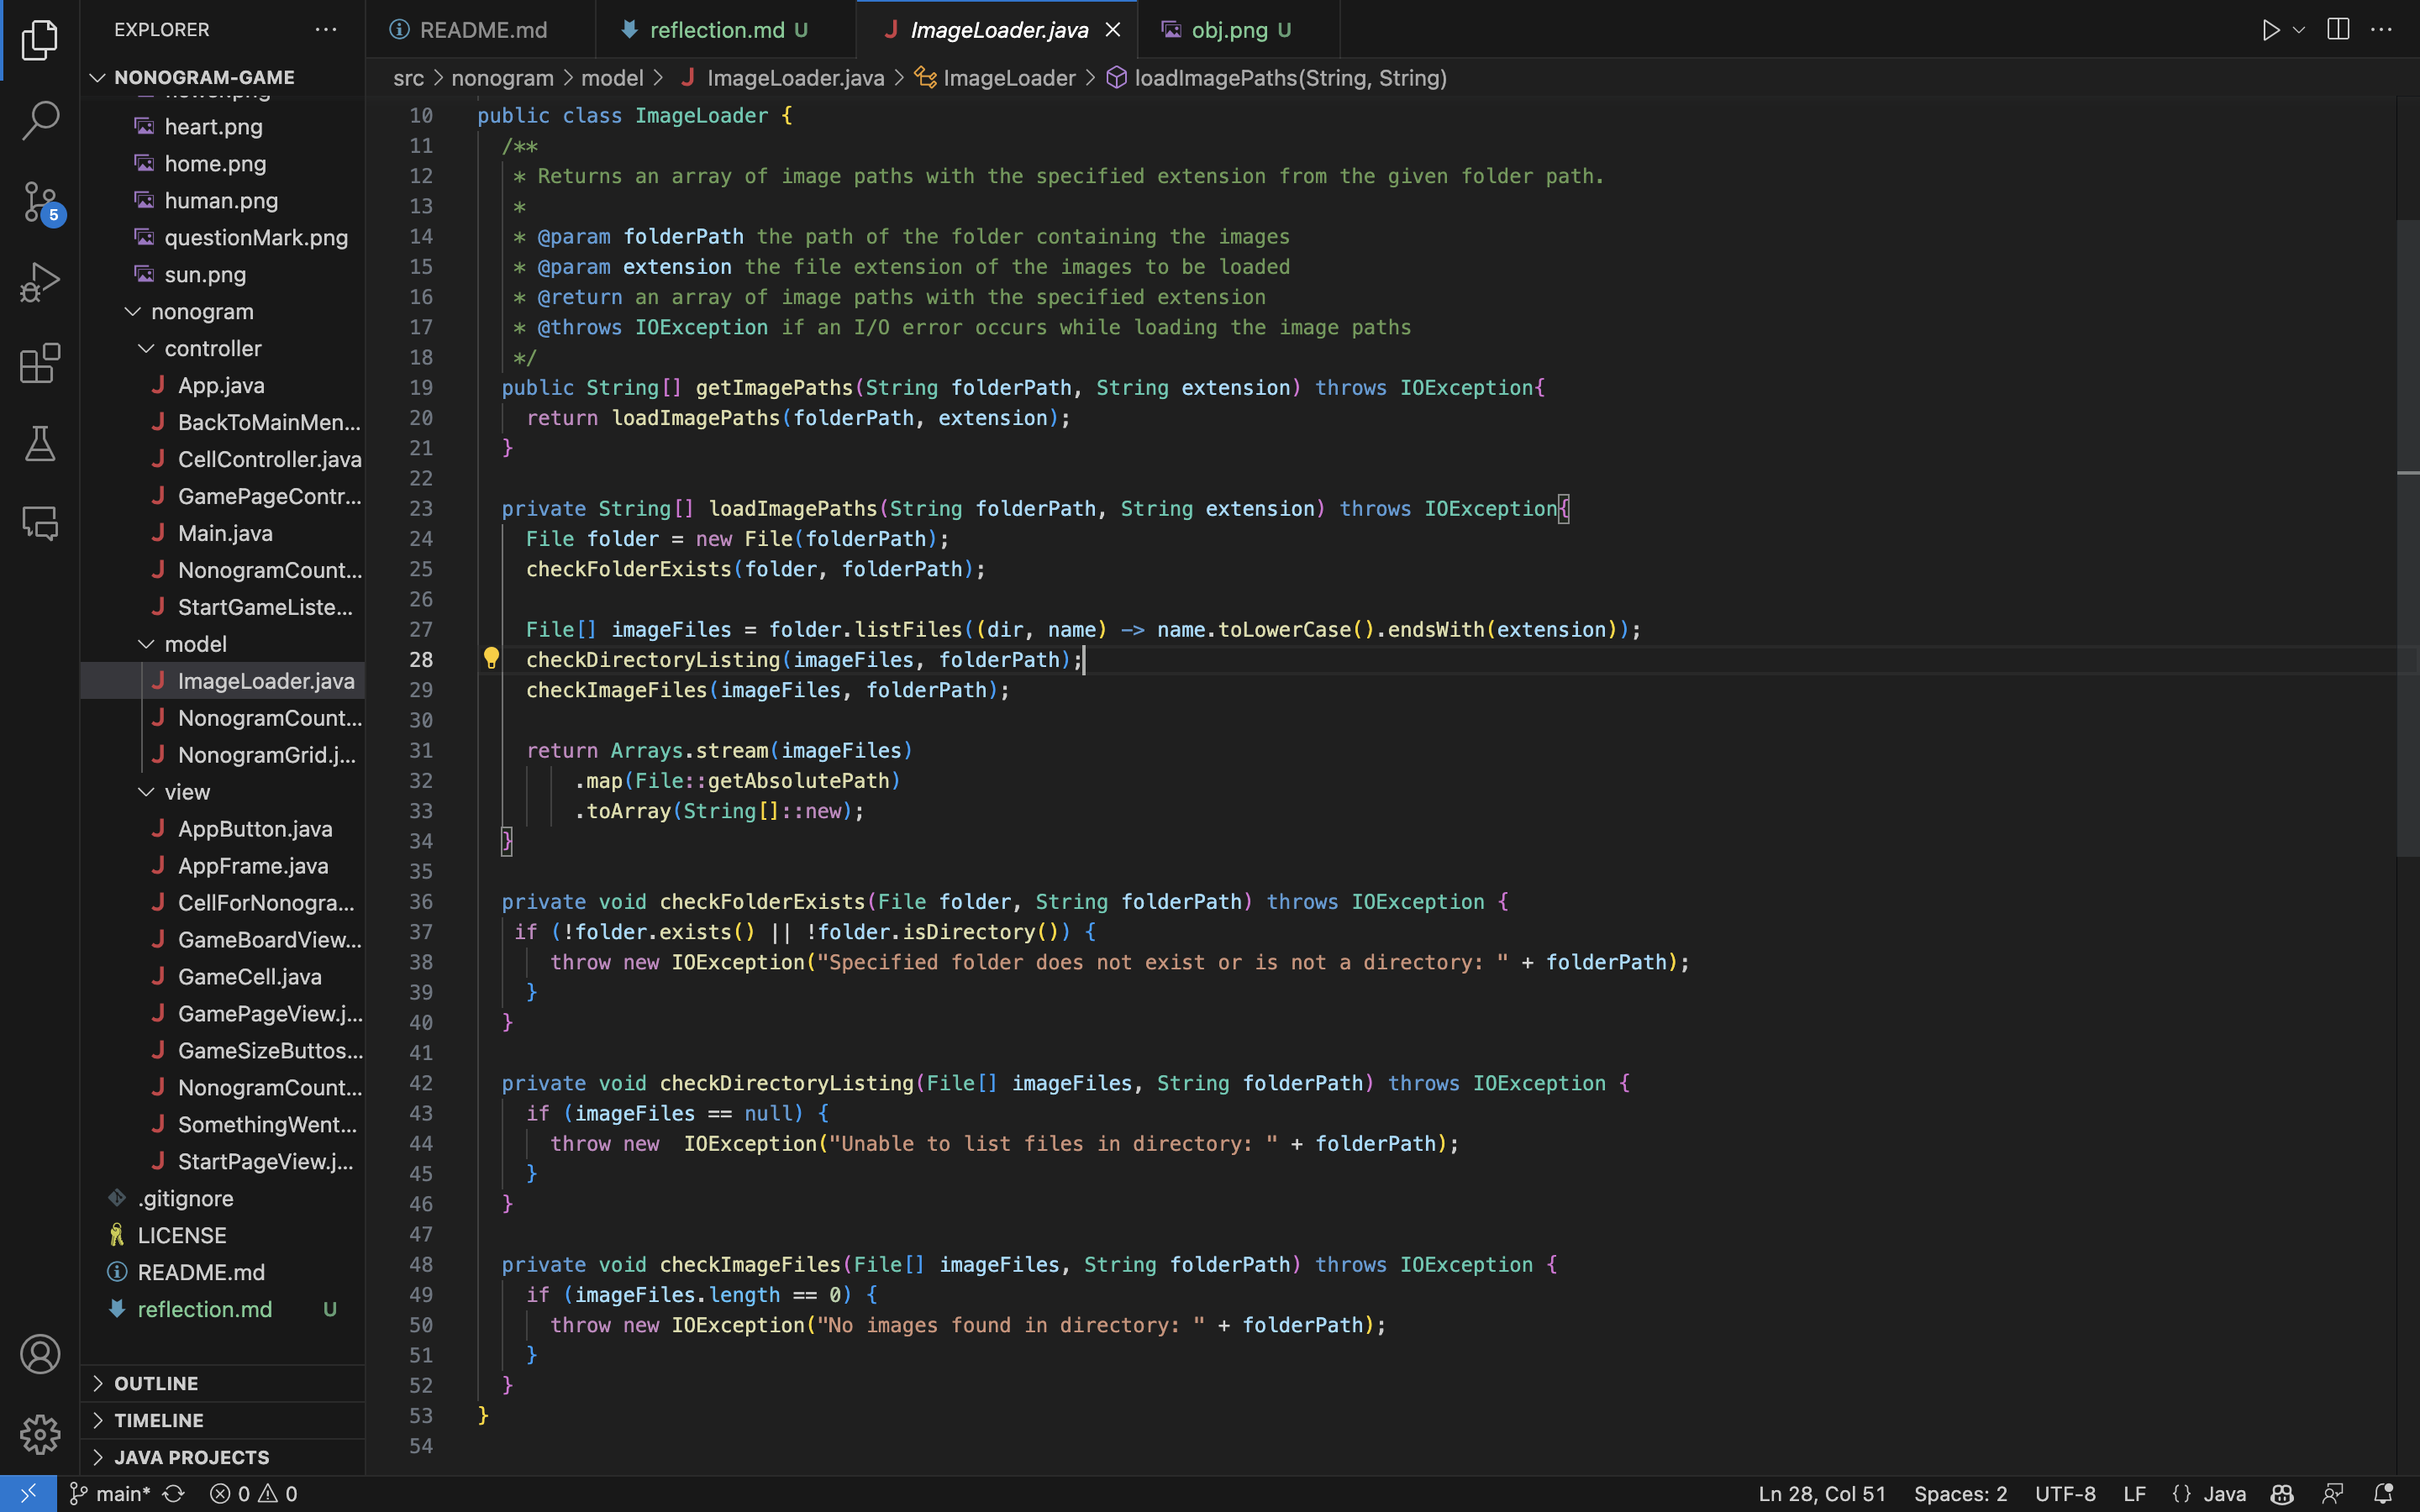 EXPLORER
NONOGRAM-GAME
heart.png
home.png
human.png
questionMark.png
sun.png
nonogram
controller
App.java
BackToMainMen...
CellController.java
GamePageContr...
Main.java
NonogramCount...
StartGameListe...
model
ImageLoader.java
NonogramCount...
NonogramGrid.j...
view
AppButton.java
AppFrame.java
CellForNonogra...
GameBoardView...
GameCell.java
GamePageView.j...
GameSizeButtos...
NonogramCount...
SomethingWent...
StartPageView.j...
.gitignore
LICENSE
README.md
reflection.md U
OUTLINE
TIMELINE
JAVA PROJECTS
5
README.md reflection.md U ImageLoader.java obj.png U
src > nonogram > model > ImageLoader.java > ImageLoader > loadImagePaths(String, String)
10 public class ImageLoader {
11 /**
12 * Returns an array of image paths with the specified extension from the given folder path.
13 *
14 * @param folderPath the path of the folder containing the images
15 * @param extension the file extension of the images to be loaded
16 * @return an array of image paths with the specified extension
17 * @throws IOException if an I/O error occurs while loading the image paths
18 */
19 public String[] getImagePaths(String folderPath, String extension) throws IOException{
20 return loadImagePaths(folderPath, extension);
21 }
22
23 private String[] loadImagePaths(String folderPath, String extension) throws IOException{
24 File folder = new File(folderPath);
25 checkFolderExists(folder, folderPath);
26
27 File[] imageFiles = folder.listFiles((dir, name) -> name.toLowerCase().endsWith(extension));
28 checkDirectoryListing(imageFiles, folderPath);
29 checkImageFiles(imageFiles, folderPath);
30
31 return Arrays.stream(imageFiles)
32 .map(File::getAbsolutePath)
33 .toArray(String[]::new);
34 }
35
36 private void checkFolderExists(File folder, String folderPath) throws IOException {
37 if (!folder.exists() || !folder.isDirectory()) {
38 throw new IOException("Specified folder does not exist or is not a directory: " + folderPath);
39 }
40 }
41
42 private void checkDirectoryListing(File[] imageFiles, String folderPath) throws IOException {
43 if (imageFiles == null) {
44 throw new  IOException("Unable to list files in directory: " + folderPath);
45 }
46 }
47
48 private void checkImageFiles(File[] imageFiles, String folderPath) throws IOException {
49 if (imageFiles.length == 0) {
50 throw new IOException("No images found in directory: " + folderPath);
51 }
52 }
53 }
54
main* 0 0 Ln 28, Col 51 Spaces: 2 UTF-8 LF {} Java